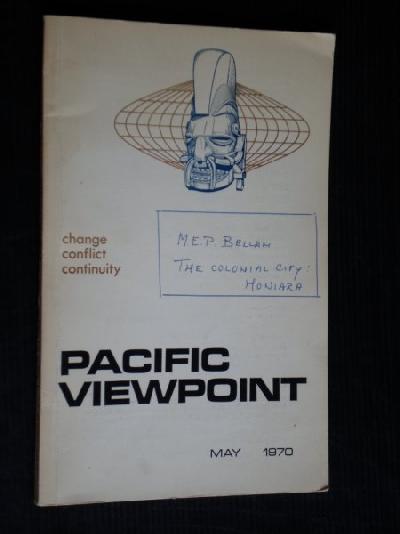 change
conflict
continuity
M.E.P. BELLAM
THE COLONIAL CITY:
HONIARA
PACIFIC
VIEWPOINT
MAY 1970